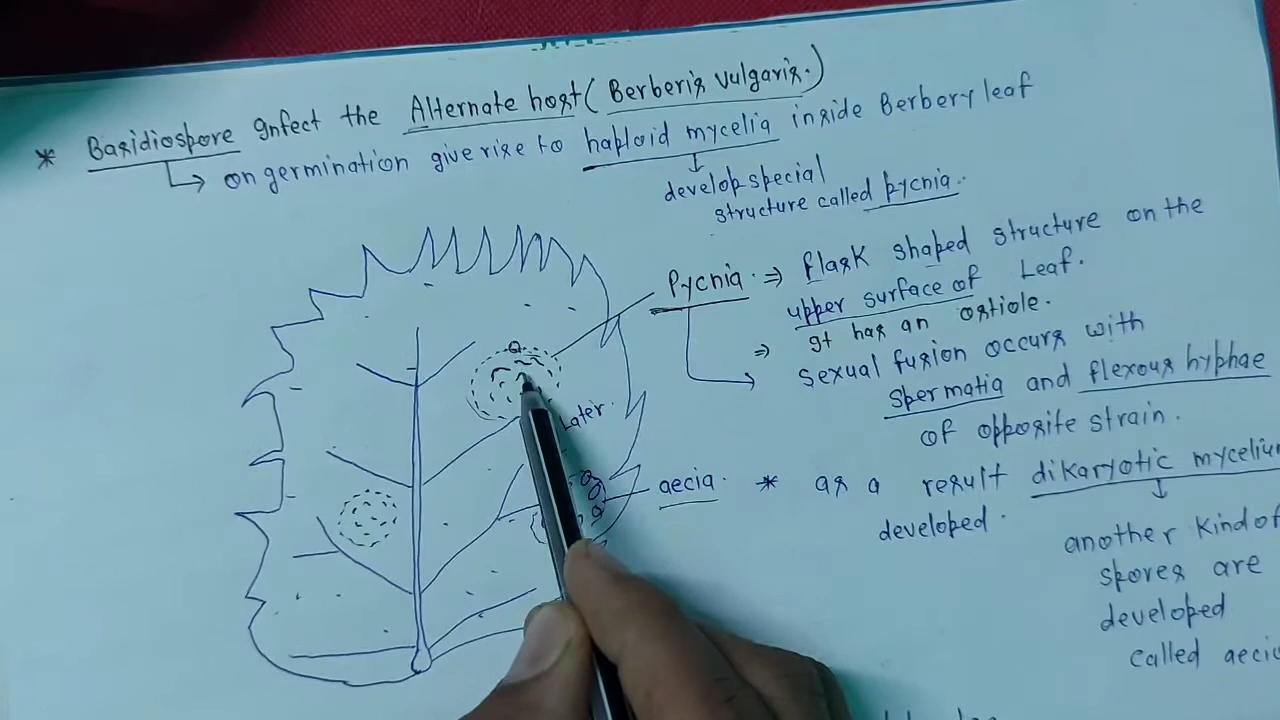 * Basidiospore Infect the Alternate host (Berberis vulgaris.)
↳ on germination give rise to haploid mycelia inside Berbery leaf
↓
develop special
structure called pycnia.
Pycnia ⇒ flask shaped structure on the
upper surface of Leaf.
⇒ It has an ostiole.
sexual fusion occurs with
spermatia and flexous hyphae
of opposite strain.
Later.
aecia. * as a result dikaryotic mycelium
developed.
↓
another kind of
spores are
developed
called